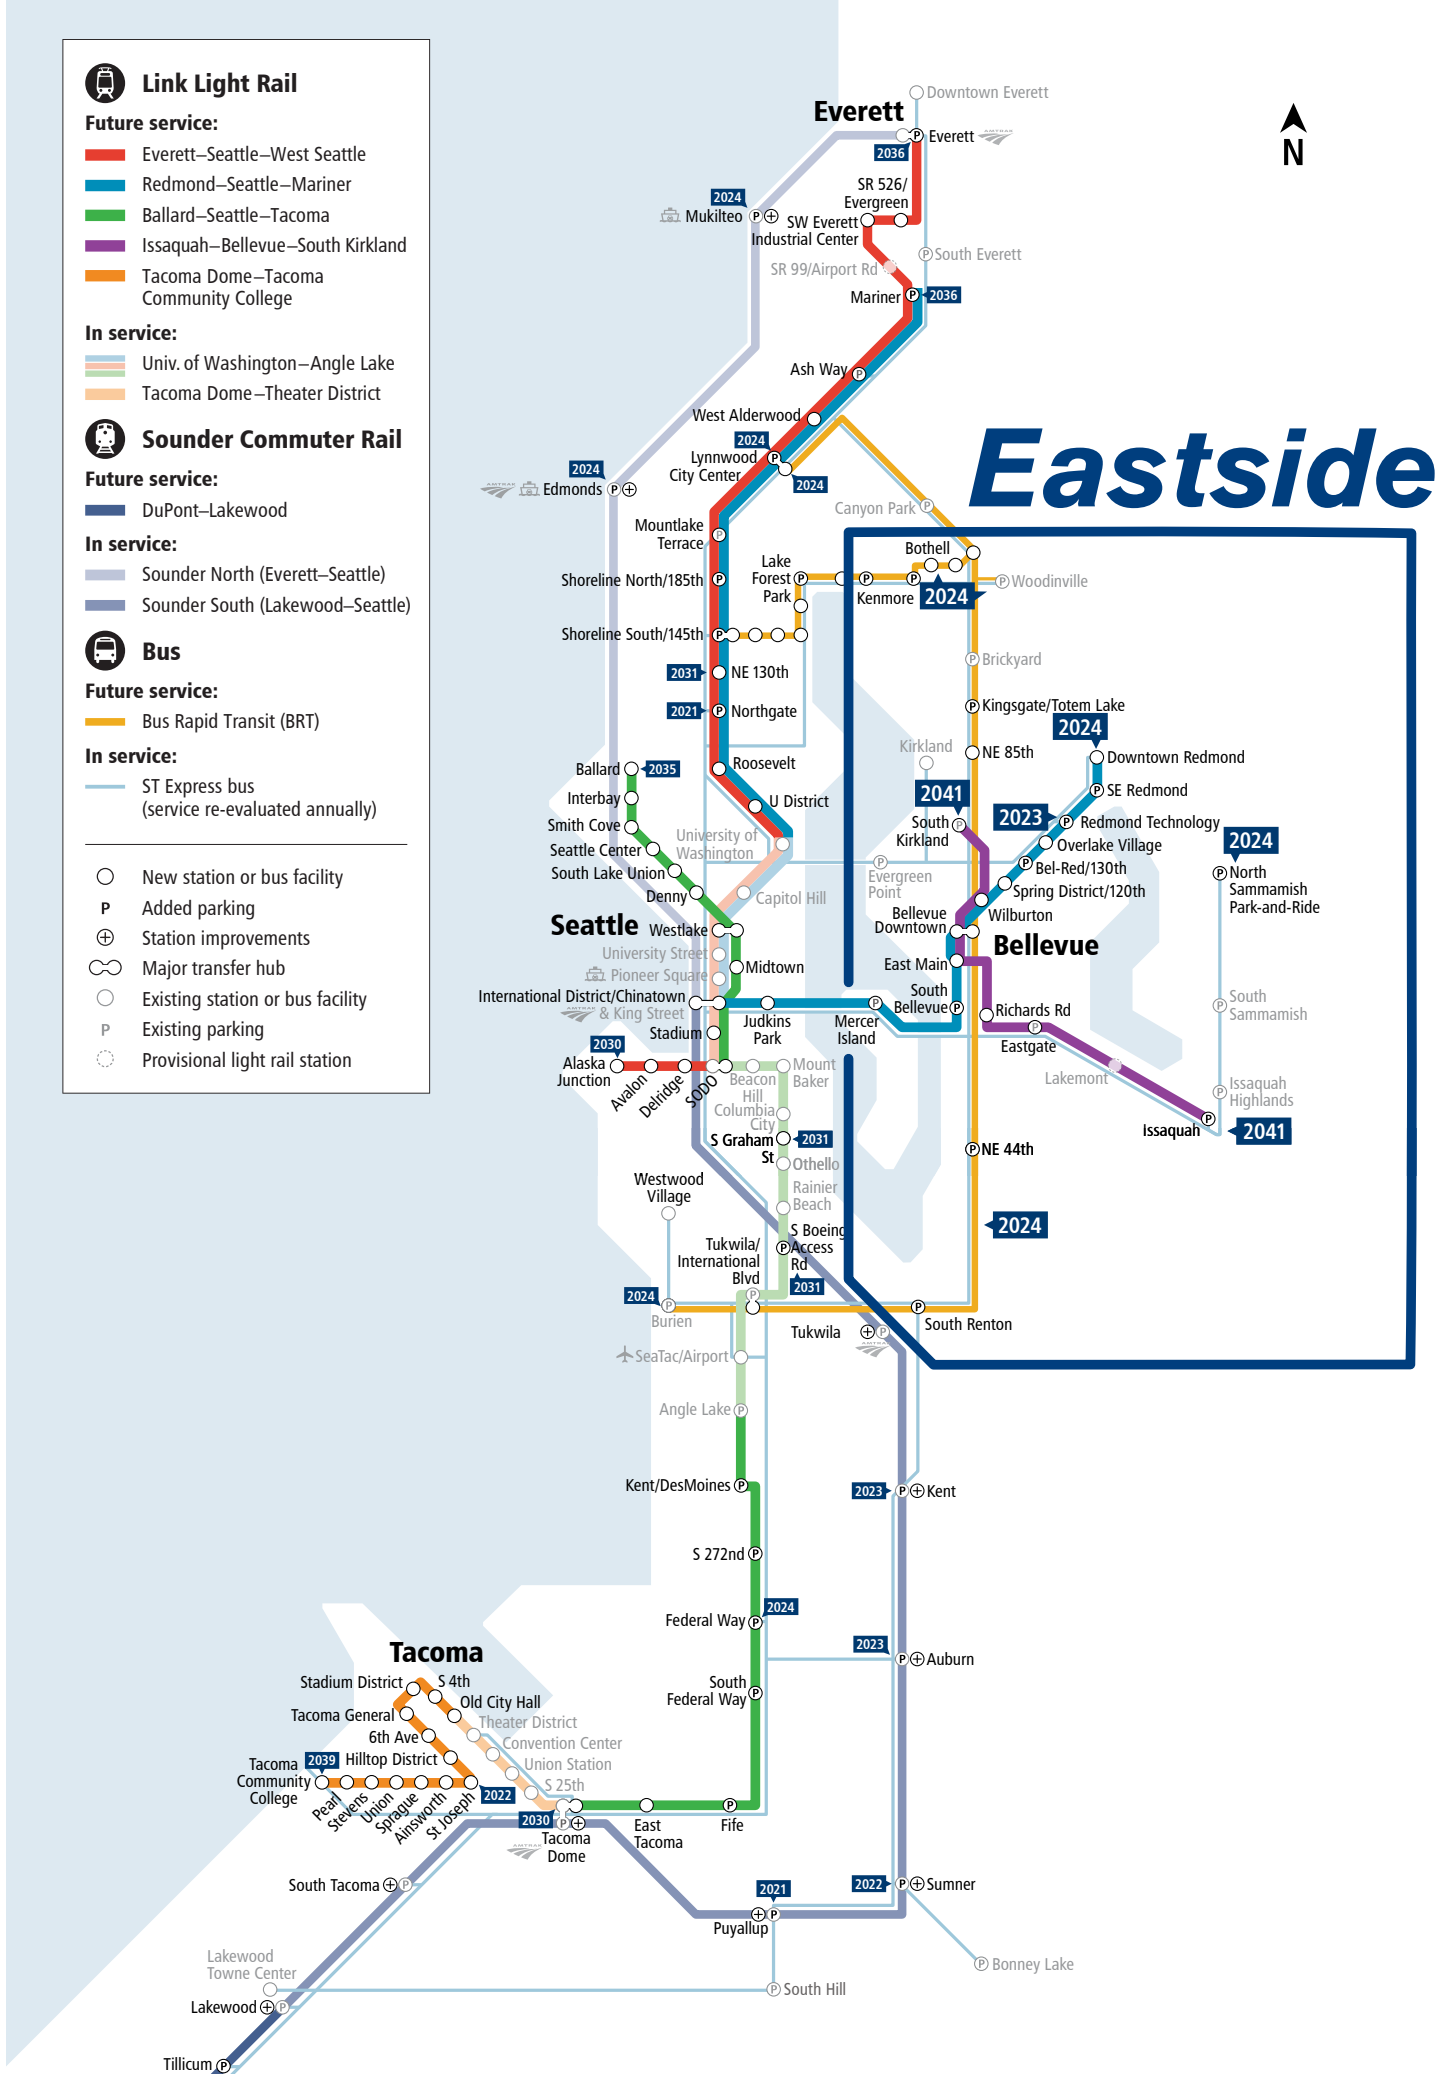 Link Light Rail
Future service:
Everett–Seattle–West Seattle
Redmond–Seattle–Mariner
Ballard–Seattle–Tacoma
Issaquah–Bellevue–South Kirkland
Tacoma Dome–Tacoma
Community College
In service:
Univ. of Washington–Angle Lake
Tacoma Dome–Theater District
Sounder Commuter Rail
Future service:
DuPont–Lakewood
In service:
Sounder North (Everett–Seattle)
Sounder South (Lakewood–Seattle)
Bus
Future service:
Bus Rapid Transit (BRT)
In service:
ST Express bus
(service re-evaluated annually)
New station or bus facility
P Added parking
Station improvements
Major transfer hub
Existing station or bus facility
P Existing parking
Provisional light rail station
N
Eastside
Downtown Everett
Everett
P Everett AMTRAK
2036
SR 526/
Evergreen
2024
P Mukilteo
SW Everett
Industrial Center
P South Everett
SR 99/Airport Rd
Mariner P 2036
Ash Way P
West Alderwood
2024
Lynnwood
City Center P
2024
2024
AMTRAK Edmonds P
Canyon Park P
Mountlake
Terrace P
Bothell
Lake
Forest
Park P
P P
Kenmore
2024
P Woodinville
Shoreline North/185th P
Shoreline South/145th P
P Brickyard
2031 NE 130th
2021 P Northgate
P Kingsgate/Totem Lake
2024
Kirkland
NE 85th
Downtown Redmond
Ballard 2035
Roosevelt
P SE Redmond
Interbay
2041
U District
2023 P Redmond Technology
Smith Cove
South
Kirkland P
2024
University of
Washington
Overlake Village
Seattle Center
P Bel-Red/130th
South Lake Union
P
Evergreen
Point
P North
Sammamish
Park-and-Ride
Spring District/120th
Denny
Capitol Hill
Wilburton
Seattle
Westlake
Bellevue
Downtown
Bellevue
University Street
Midtown
East Main
Pioneer Square
International District/Chinatown
AMTRAK & King Street
South
Bellevue P
P South
Sammamish
Judkins
Park
Mercer
Island P
Richards Rd
Stadium
P
Eastgate
2030
Alaska
Junction
Avalon
Delridge
SODO
Beacon
Hill
Mount
Baker
Lakemont
P Issaquah
Highlands
Columbia
City
S Graham
St
2031
P
Issaquah
2041
Othello
P NE 44th
Westwood
Village
Rainier
Beach
2024
S Boeing
Access
Rd
P
2031
Tukwila/
International
Blvd
P
2024
P
Burien
P
South Renton
Tukwila P
AMTRAK
SeaTac/Airport
Angle Lake P
Kent/DesMoines P
2023 P Kent
S 272nd P
2024
Federal Way P
2023
P Auburn
South
Federal Way P
Tacoma
Stadium District
S 4th
Old City Hall
Tacoma General
Theater District
6th Ave
Convention Center
Hilltop District
Union Station
2039
Tacoma
Community
College
S 25th
2022
Pearl
Stevens
Union
Sprague
Ainsworth
St Joseph
2030
P
AMTRAK
Tacoma
Dome
East
Tacoma
P
Fife
South Tacoma P
2022 P Sumner
2021
P
Puyallup
P Bonney Lake
Lakewood
Towne Center
P South Hill
Lakewood P
Tillicum P